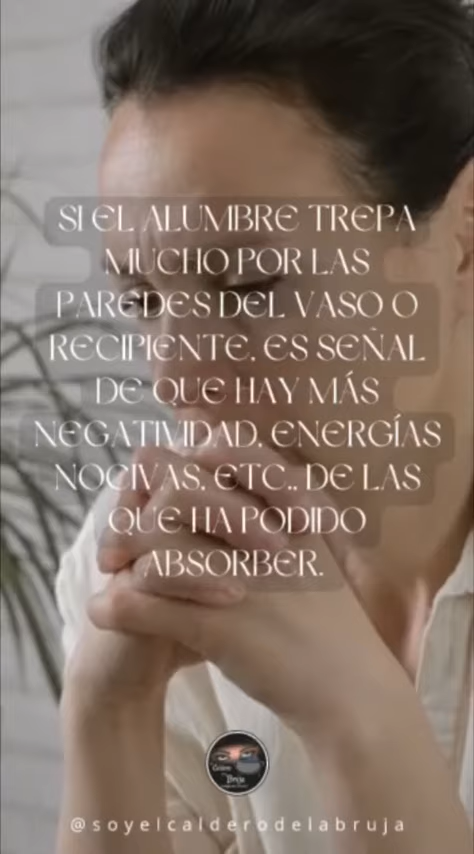 SI EL ALUMBRE TREPA
MUCHO POR LAS
PAREDES DEL VASO O
RECIPIENTE, ES SEÑAL
DE QUE HAY MÁS
NEGATIVIDAD, ENERGÍAS
NOCIVAS, ETC., DE LAS
QUE HA PODIDO
ABSORBER.
Bruja
@soyelcalderodelabruja